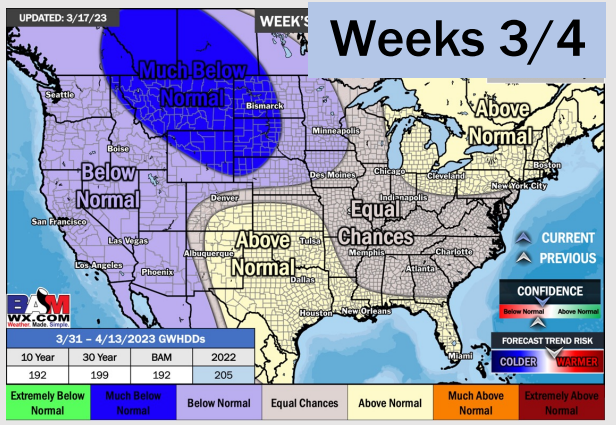 UPDATED: 3/17/23
WEEK'S
Weeks 3/4
Much Below
Normal
Seattle
Bismarck
Above
Normal
Minneapolis
Boise
Below
Normal
Des Moines
Chicago
Cleveland
Boston
New York City
Denver
Indianapolis
Equal
Chances
San Francisco
Las Vegas
Albuquerque
Above
Normal
Tulsa
Memphis
Charlotte
Los Angeles
Phoenix
Dallas
Atlanta
CURRENT
PREVIOUS
Houston
New Orleans
Miami
BAM
WX.COM
Weather. Made. Simple.
CONFIDENCE
Below Normal
Above Normal
FORECAST TREND RISK
COLDER
WARMER
3/31 – 4/13/2023 GWHDDs
10 Year 30 Year BAM 2022
192 199 192 205
Extremely Below Normal
Much Below Normal
Below Normal
Equal Chances
Above Normal
Much Above Normal
Extremely Above Normal